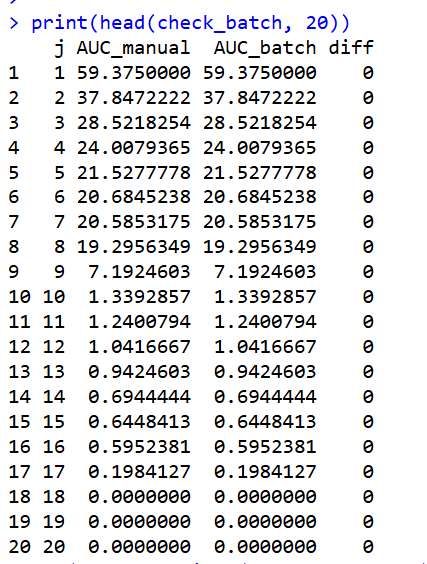 > print(head(check_batch, 20))
    j AUC_manual  AUC_batch diff
1   1 59.3750000 59.3750000    0
2   2 37.8472222 37.8472222    0
3   3 28.5218254 28.5218254    0
4   4 24.0079365 24.0079365    0
5   5 21.5277778 21.5277778    0
6   6 20.6845238 20.6845238    0
7   7 20.5853175 20.5853175    0
8   8 19.2956349 19.2956349    0
9   9  7.1924603  7.1924603    0
10 10  1.3392857  1.3392857    0
11 11  1.2400794  1.2400794    0
12 12  1.0416667  1.0416667    0
13 13  0.9424603  0.9424603    0
14 14  0.6944444  0.6944444    0
15 15  0.6448413  0.6448413    0
16 16  0.5952381  0.5952381    0
17 17  0.1984127  0.1984127    0
18 18  0.0000000  0.0000000    0
19 19  0.0000000  0.0000000    0
20 20  0.0000000  0.0000000    0